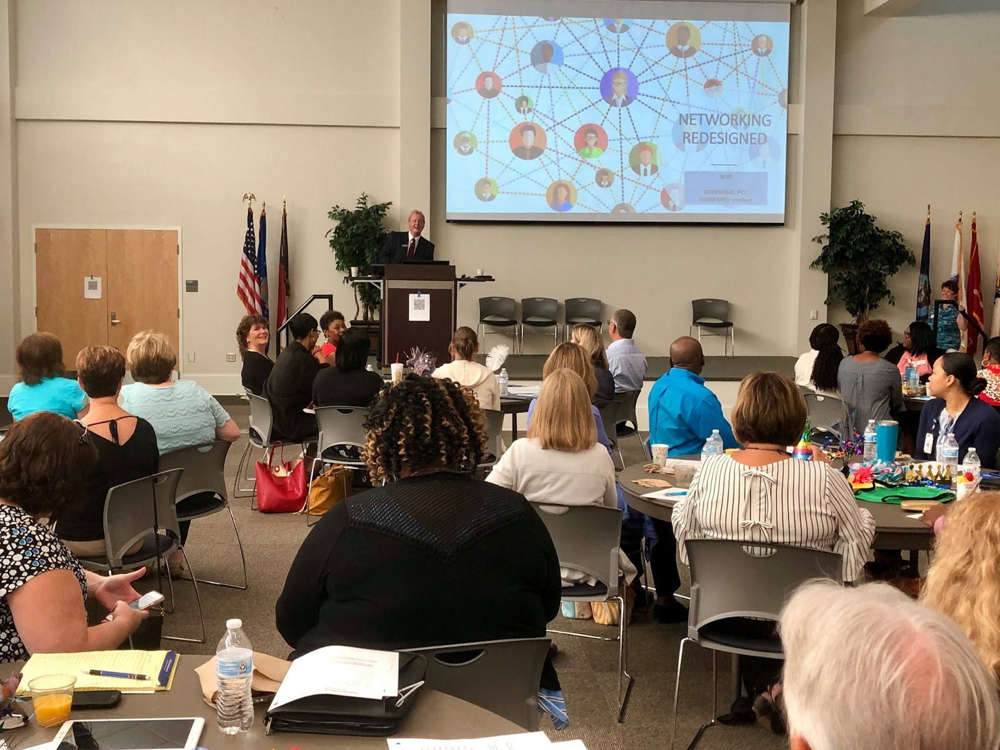 NETWORKING
REDESIGNED
WIFI
USERNAME: PCC
PASSWORD: student